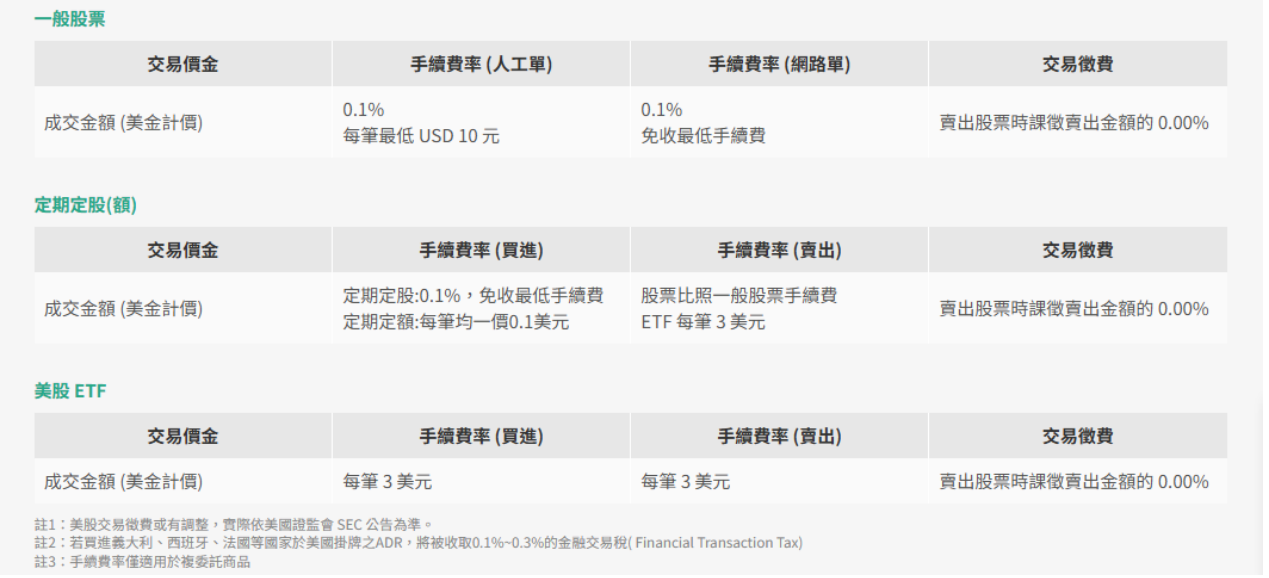 一般股票
交易價金 手續費率 (人工單) 手續費率 (網路單) 交易徵費
成交金額 (美金計價) 0.1% 每筆最低 USD 10 元 0.1% 免收最低手續費 賣出股票時課徵賣出金額的 0.00%
定期定股(額)
交易價金 手續費率 (買進) 手續費率 (賣出) 交易徵費
成交金額 (美金計價) 定期定股:0.1%,免收最低手續費 定期定額:每筆均一價0.1美元 股票比照一般股票手續費 ETF 每筆 3 美元 賣出股票時課徵賣出金額的 0.00%
美股 ETF
交易價金 手續費率 (買進) 手續費率 (賣出) 交易徵費
成交金額 (美金計價) 每筆 3 美元 每筆 3 美元 賣出股票時課徵賣出金額的 0.00%
註1:美股交易徵費或有調整,實際依美國證監會 SEC 公告為準。
註2:若買進義大利、西班牙、法國等國家於美國掛牌之ADR,將被收取0.1%~0.3%的金融交易稅( Financial Transaction Tax)
註3:手續費率僅適用於複委託商品